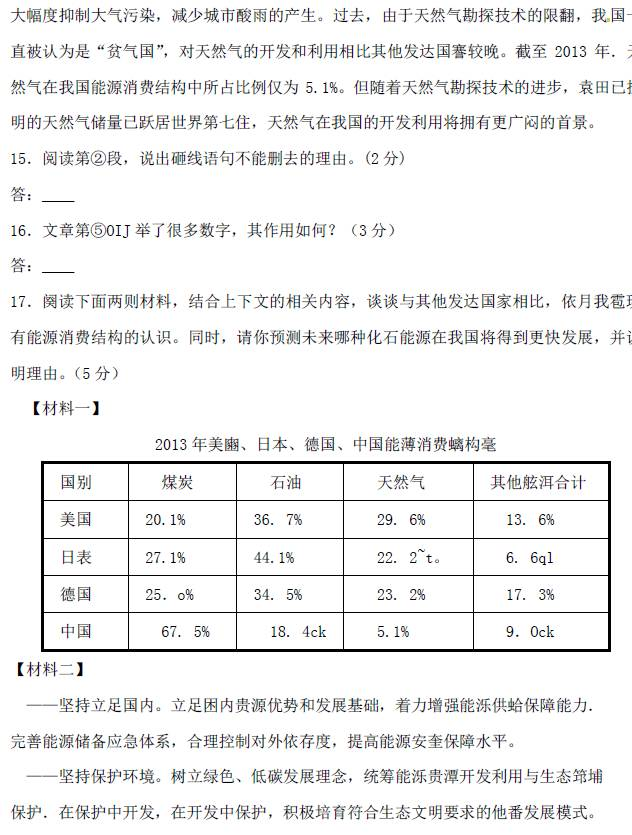 大幅度抑制大气污染，减少城市酸雨的产生。过去，由于天然气勘探技术的限翻，我国一
直被认为是“贫气国”，对天然气的开发和利用相比其他发达国謇较晚。截至 2013 年．天
然气在我国能源消费结构中所占比例仅为 5.1%。但随着天然气勘探技术的进步，袁田已探
明的天然气储量已跃居世界第七住，天然气在我国的开发利用将拥有更广闷的首景。
15．阅读第②段，说出砸线语句不能删去的理由。(2 分)
答：____
16．文章第⑤OIJ 举了很多数字，其作用如何？（3 分）
答：____
17．阌读下面两则材料，结合上下文的相关内容，谈谈与其他发达国家相比，依月我雹现
有能源消费结构的认识。同时，请你预测未来哪种化石能源在我国将得到更快发展，并说
明理由。（5 分）
【材料一】
2013 年美豳、日本、德国、中国能薄消费螭构毫
国别 煤炭 石油 天然气 其他舷洱合计
美国 20.1% 36. 7% 29. 6% 13. 6%
日表 27.1% 44.1% 22. 2~t。 6. 6ql
德国 25. o% 34. 5% 23. 2% 17. 3%
中国 67. 5% 18. 4ck 5.1% 9. Ock
【材料二】
——坚持立足国内。立足困内贵源优势和发展基础，着力增强能泺供蛤保障能力．
完善能源储备应急体系，合理控制对外依存度，提高能源安奎保障水平。
——坚持保护环境。树立绿色、低碳发展理念，统筹能泺贵潭开发利用与生态筇埔
保护．在保护中开发，在开发中保护，积极培育符合生态文明要求的他番发展模式。